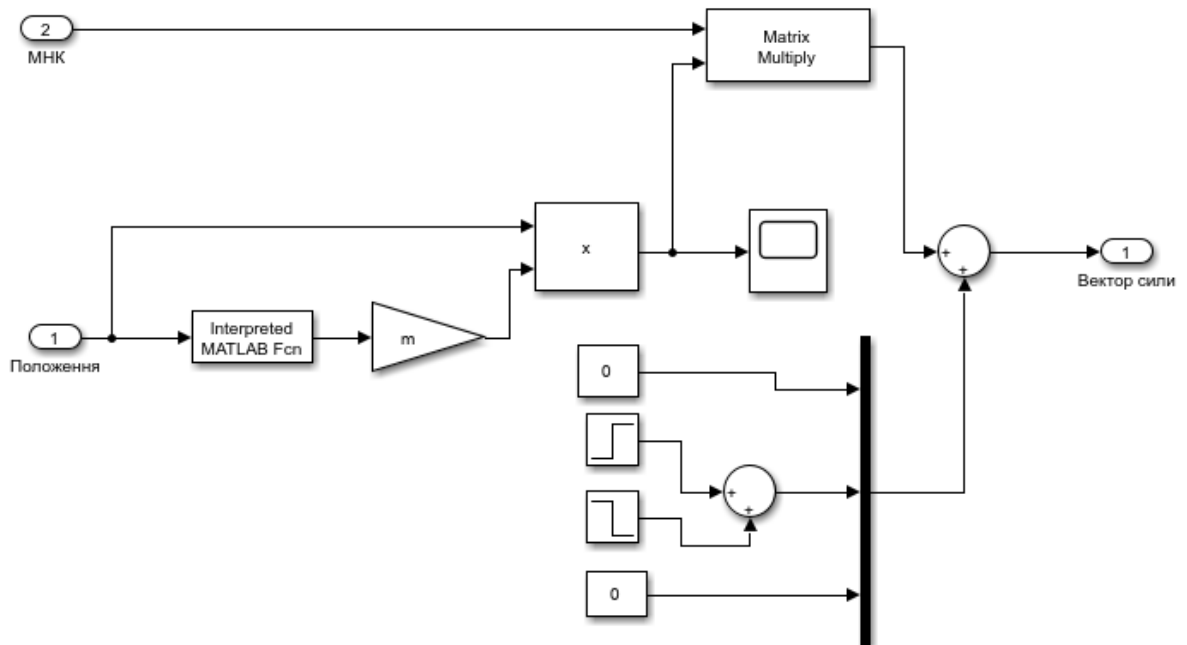 2
МНК
Matrix
Multiply
x
+
+
1
Вектор сили
1
Положення
Interpreted
MATLAB Fcn
m
0
+
+
0